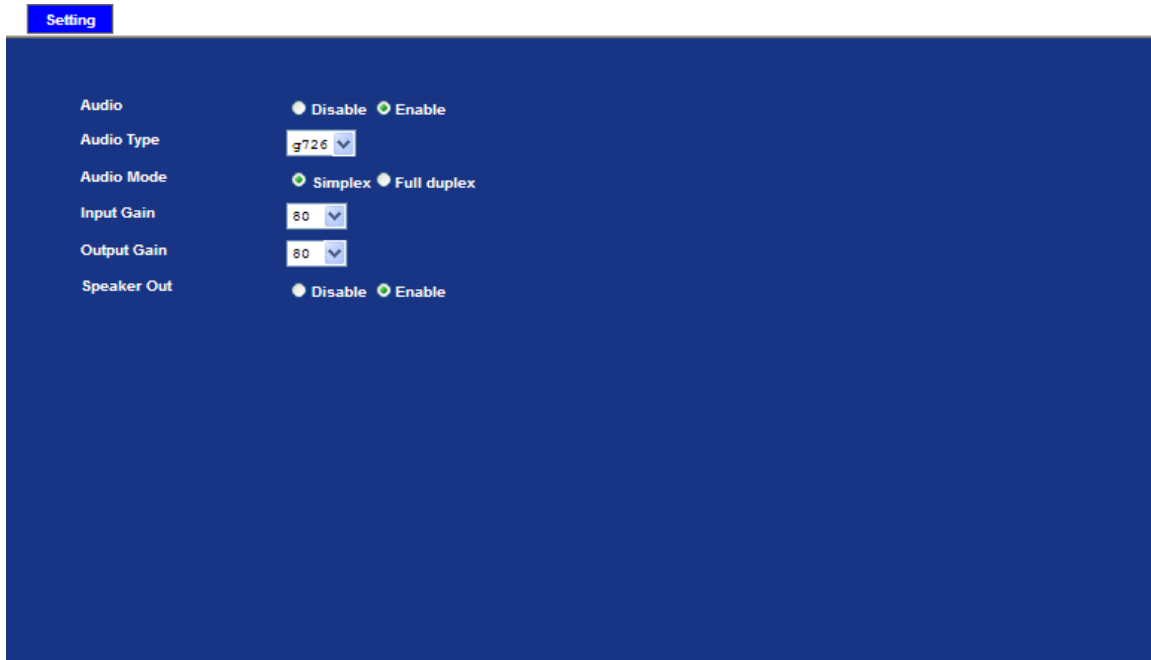 Setting
Audio Disable Enable
Audio Type g726
Audio Mode Simplex Full duplex
Input Gain 80
Output Gain 80
Speaker Out Disable Enable